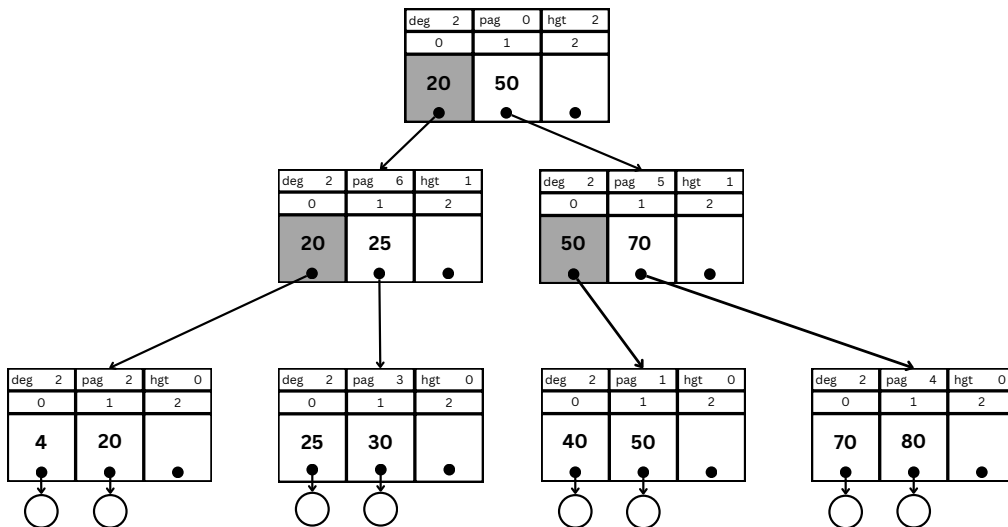 deg 2 pag 0 hgt 2
0 1 2
20 50
deg 2 pag 6 hgt 1
0 1 2
20 25
deg 2 pag 5 hgt 1
0 1 2
50 70
deg 2 pag 2 hgt 0
0 1 2
4 20
deg 2 pag 3 hgt 0
0 1 2
25 30
deg 2 pag 1 hgt 0
0 1 2
40 50
deg 2 pag 4 hgt 0
0 1 2
70 80